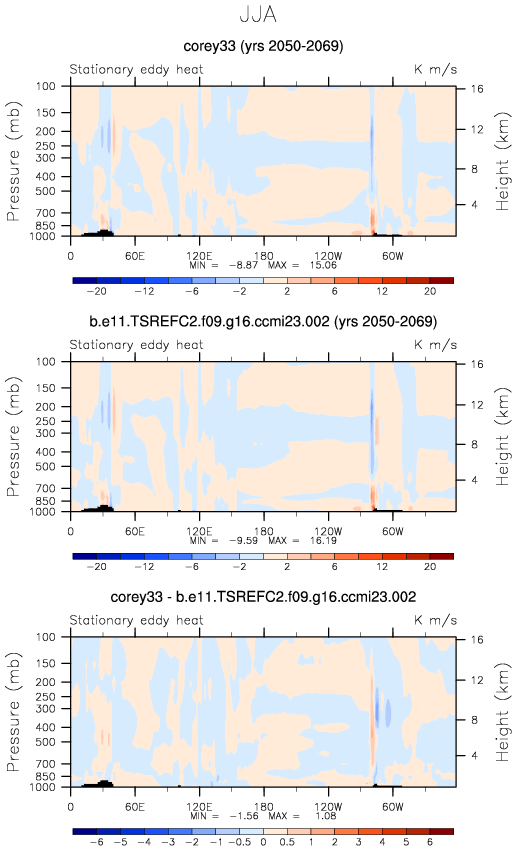 JJA
corey33 (yrs 2050-2069)
Stationary eddy heat K m/s
Pressure (mb)
100
150
200
250
300
400
500
700
850
1000
16
12
8
4
Height (km)
0 60E 120E 180 120W 60W
MIN = -8.87 MAX = 15.06
-20 -12 -6 -2 2 6 12 20
b.e11.TSREFC2.f09.g16.ccmi23.002 (yrs 2050-2069)
Stationary eddy heat K m/s
Pressure (mb)
100
150
200
250
300
400
500
700
850
1000
16
12
8
4
Height (km)
0 60E 120E 180 120W 60W
MIN = -9.59 MAX = 16.19
-20 -12 -6 -2 2 6 12 20
corey33 - b.e11.TSREFC2.f09.g16.ccmi23.002
Stationary eddy heat K m/s
Pressure (mb)
100
150
200
250
300
400
500
700
850
1000
16
12
8
4
Height (km)
0 60E 120E 180 120W 60W
MIN = -1.56 MAX = 1.08
-6 -5 -4 -3 -2 -1 -0.5 0 0.5 1 2 3 4 5 6